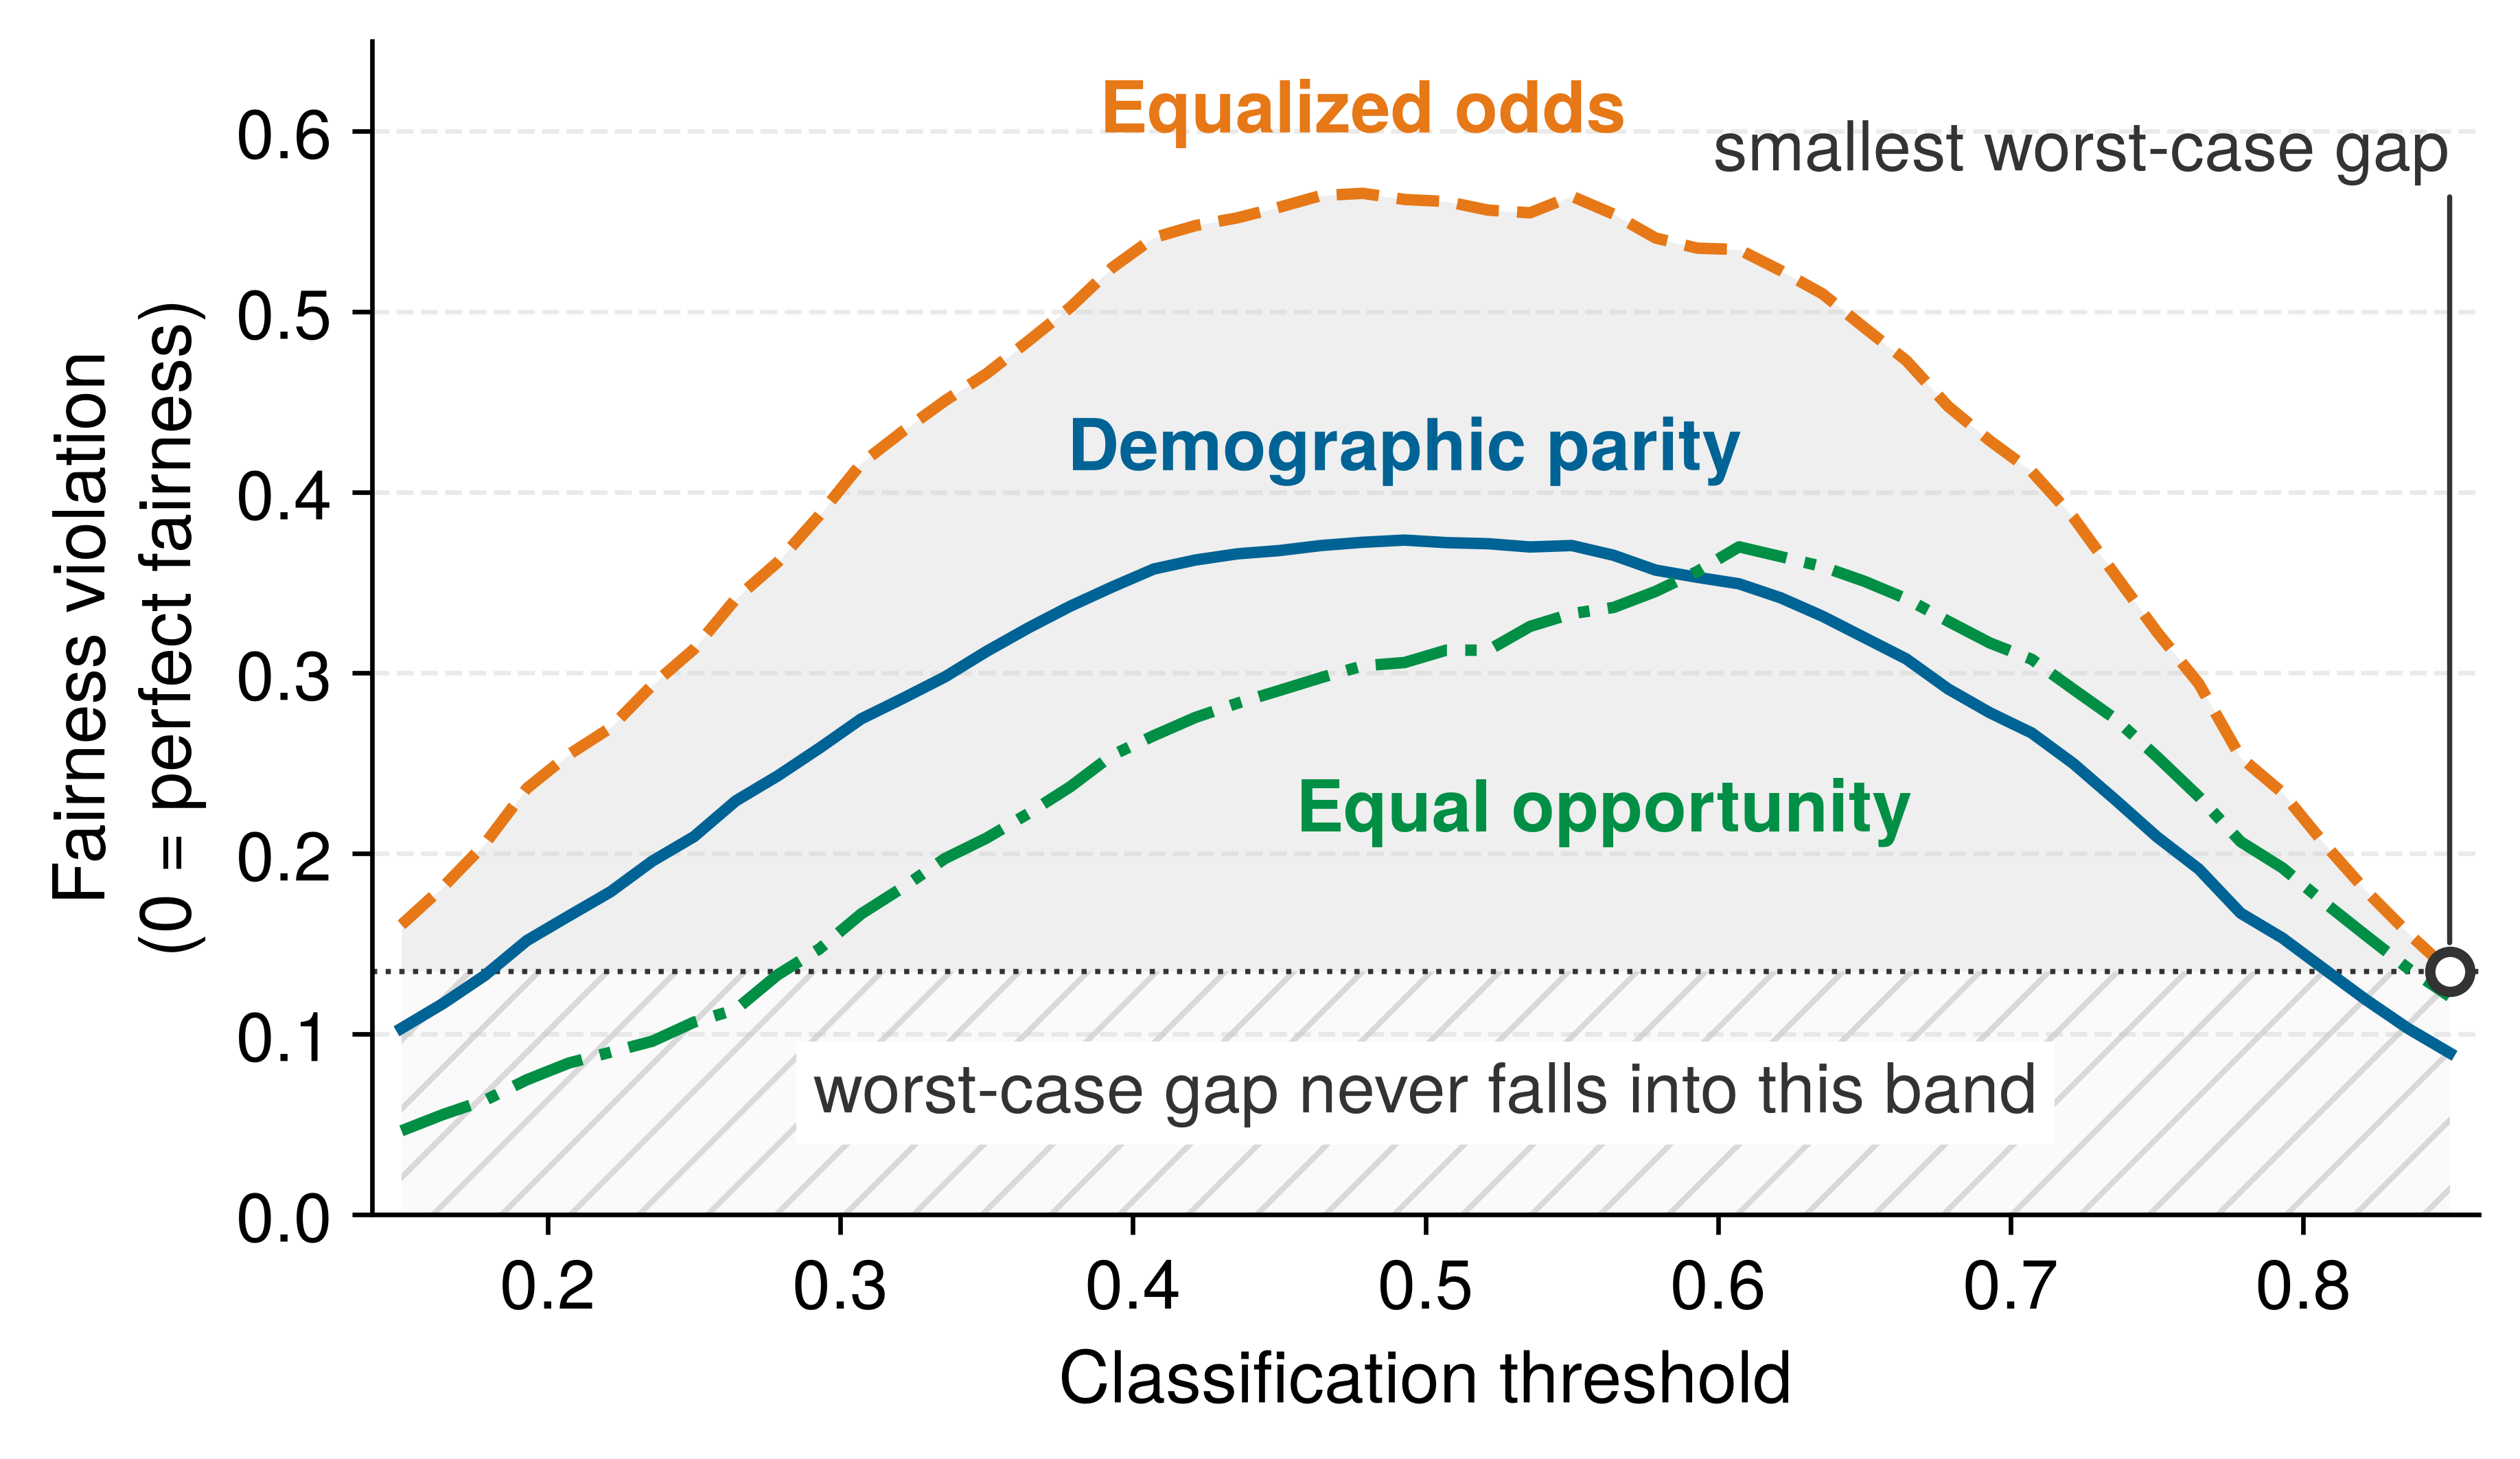 Fairness violation
(0 = perfect fairness)
0.6
0.5
0.4
0.3
0.2
0.1
0.0
Equalized odds
smallest worst-case gap
Demographic parity
Equal opportunity
worst-case gap never falls into this band
0.2
0.3
0.4
0.5
0.6
0.7
0.8
Classification threshold